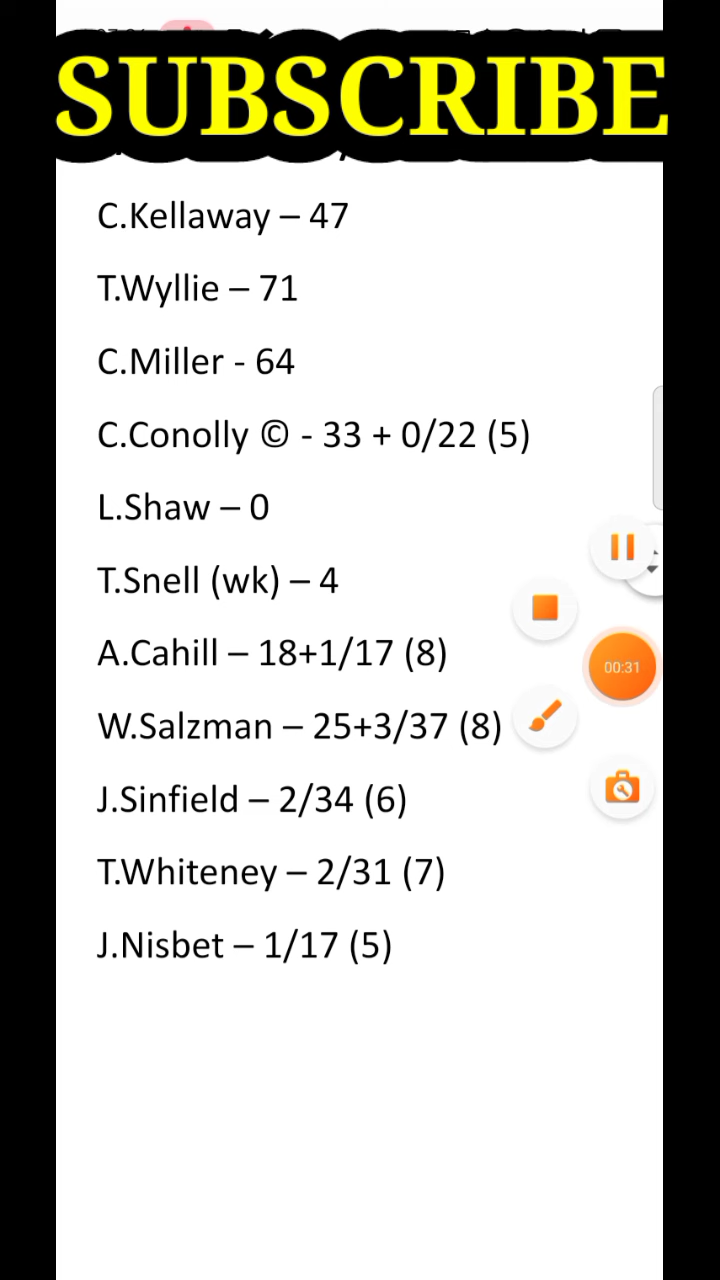 SUBSCRIBE
C.Kellaway – 47
T.Wyllie – 71
C.Miller - 64
C.Conolly © - 33 + 0/22 (5)
L.Shaw – 0
T.Snell (wk) – 4
A.Cahill – 18+1/17 (8)
W.Salzman – 25+3/37 (8)
00:31
J.Sinfield – 2/34 (6)
T.Whiteney – 2/31 (7)
J.Nisbet – 1/17 (5)